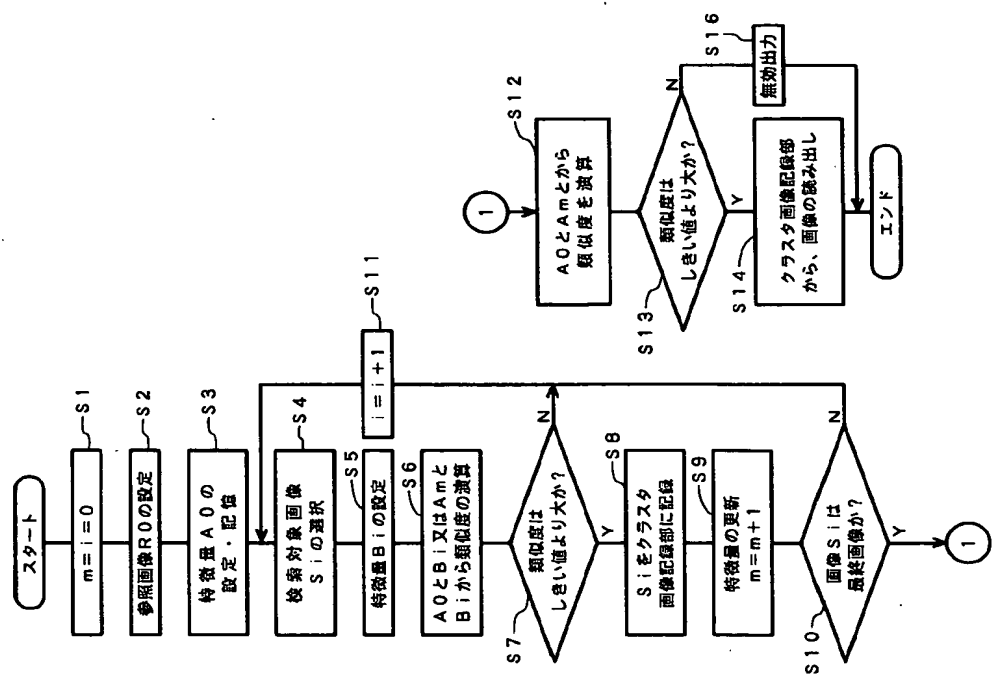 スタート
m=i=0
S1
参照画像R0の設定
S2
特徴量A0の
設定・記憶
S3
検索対象画像
Siの選択
S4
特徴量Biの設定
S5
A0とBi又はAmと
Biから類似度の演算
S6
類似度は
しきい値より大か?
S7
N
Y
Siをクラスタ
画像記録部に記録
S8
特徴量の更新
m=m+1
S9
画像Siは
最終画像か?
S10
N
Y
1
i=i+1
S11
1
A0とAmとから
類似度を演算
S12
類似度は
しきい値より大か?
S13
N
Y
クラスタ画像記録部
から、画像の読み出し
S14
無効出力
S16
エンド